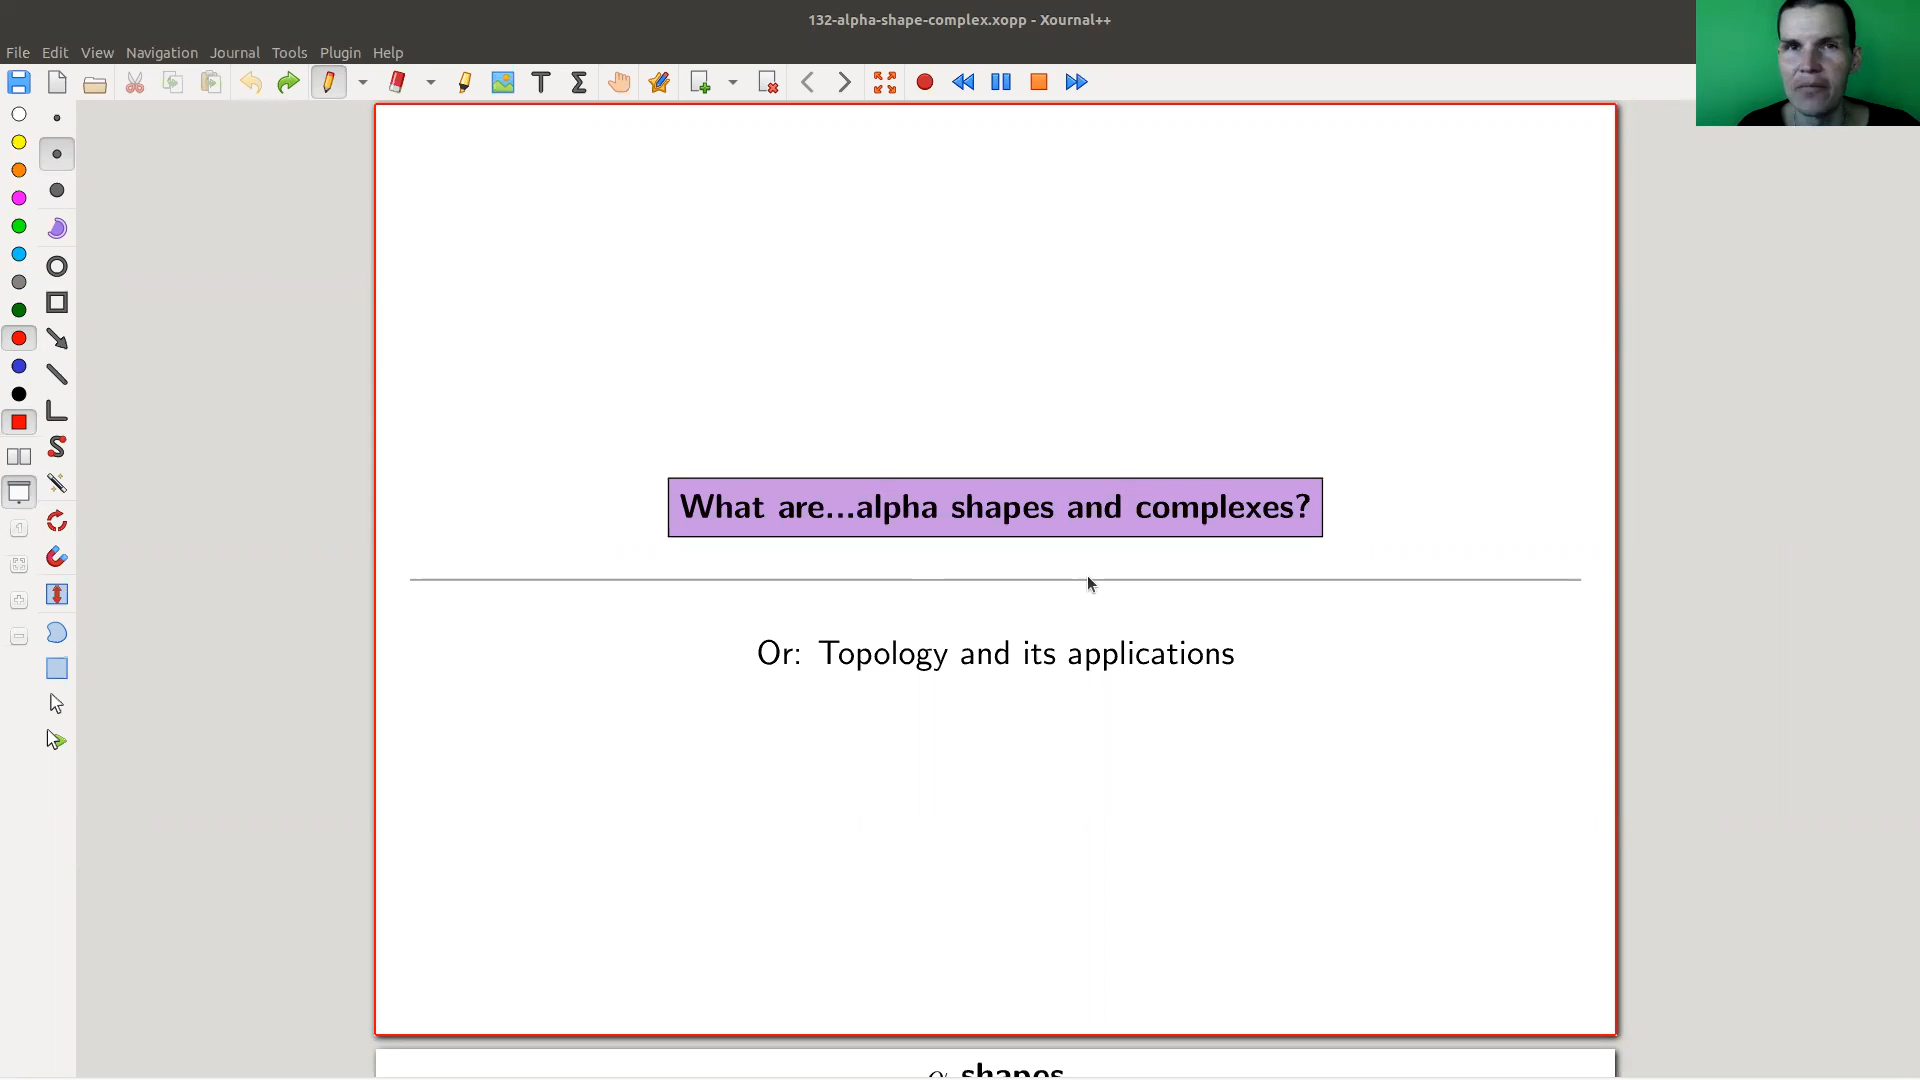 132-alpha-shape-complex.xopp - Xournal++
File Edit View Navigation Journal Tools Plugin Help
What are...alpha shapes and complexes?
Or: Topology and its applications
α shapes